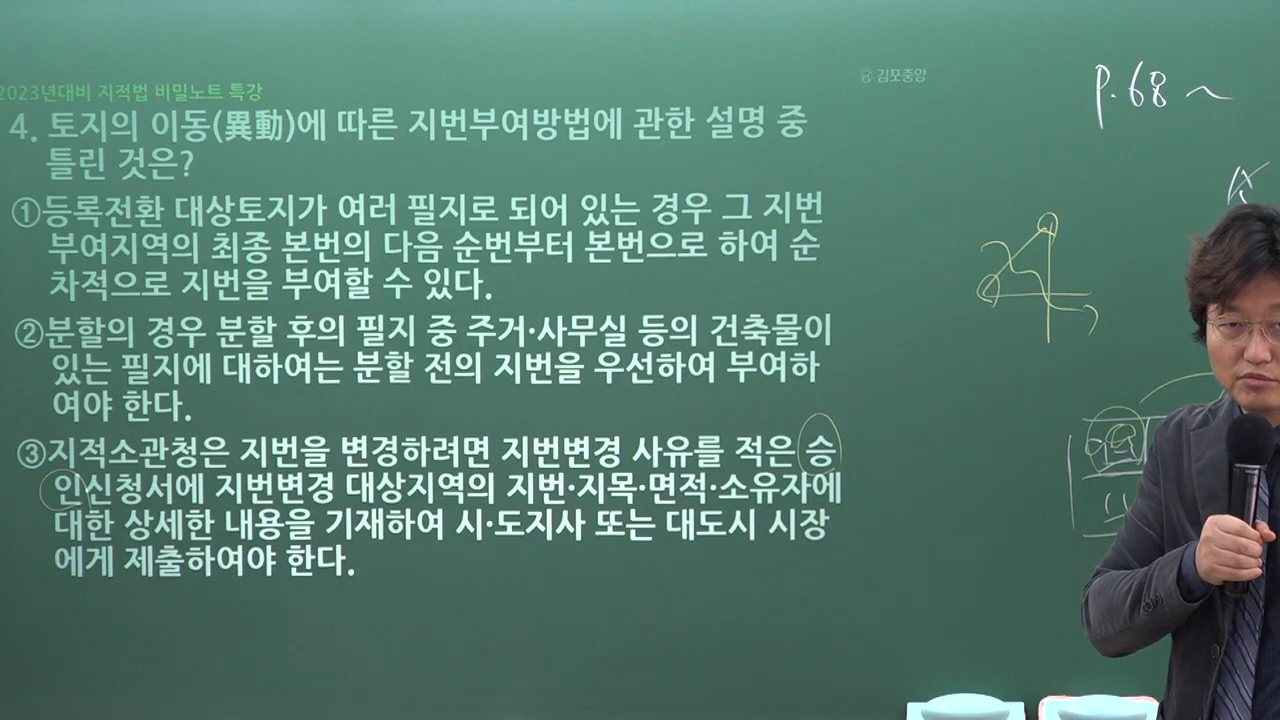 김포중앙
P. 68 ~
2023년대비 지적법 비밀노트 특강
4. 토지의 이동(異動)에 따른 지번부여방법에 관한 설명 중
틀린 것은?
①등록전환 대상토지가 여러 필지로 되어 있는 경우 그 지번
부여지역의 최종 본번의 다음 순번부터 본번으로 하여 순
차적으로 지번을 부여할 수 있다.
②분할의 경우 분할 후의 필지 중 주거·사무실 등의 건축물이
있는 필지에 대하여는 분할 전의 지번을 우선하여 부여하
여야 한다.
③지적소관청은 지번을 변경하려면 지번변경 사유를 적은 승
인신청서에 지번변경 대상지역의 지번·지목·면적·소유자에
대한 상세한 내용을 기재하여 시·도지사 또는 대도시 시장
에게 제출하여야 한다.